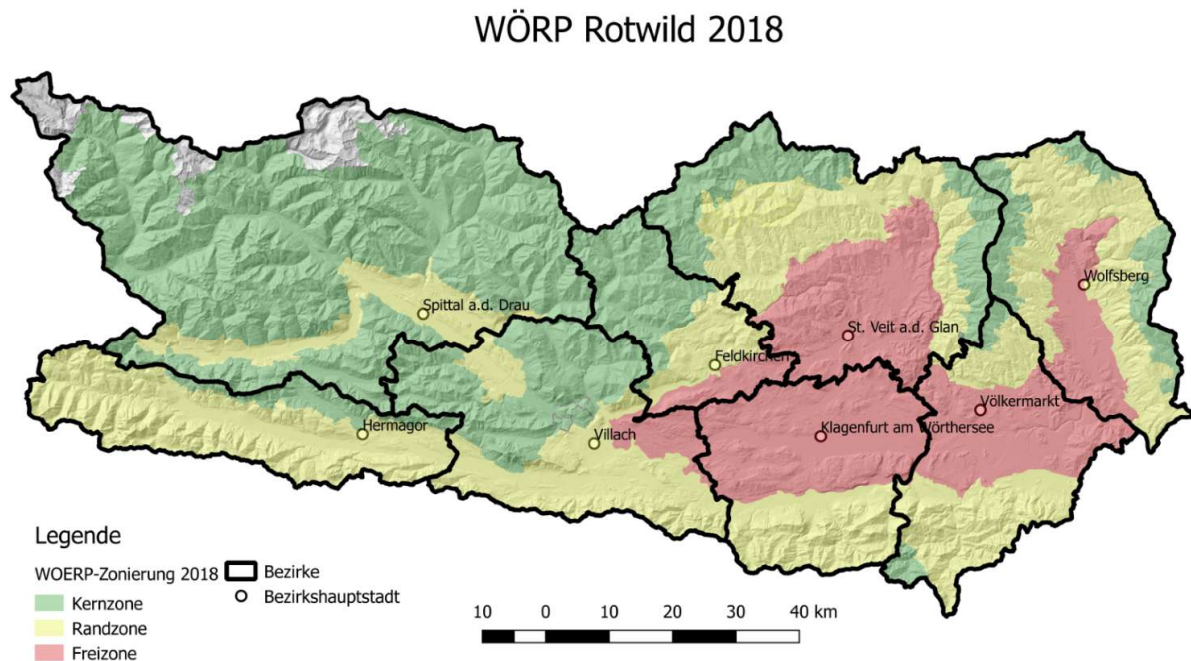 WÖRP Rotwild 2018
Spittal a.d. Drau
Wolfsberg
St. Veit a.d. Glan
Feldkirchen
Völkermarkt
Hermagor
Villach
Klagenfurt am Wörthersee
Legende
WOERP-Zonierung 2018
Kernzone
Randzone
Freizone
Bezirke
Bezirkshauptstadt
10 0 10 20 30 40 km